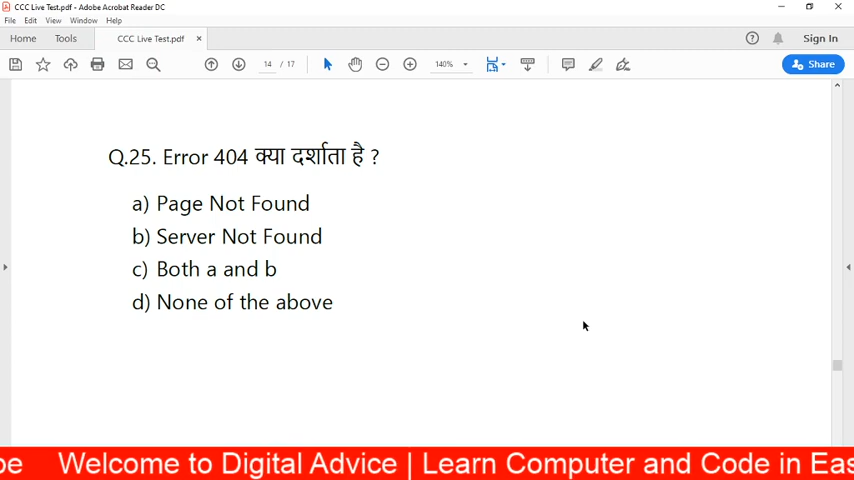 CCC Live Test.pdf - Adobe Acrobat Reader DC
File Edit View Window Help
Home Tools CCC Live Test.pdf × Sign In
14 / 17 140% Share
Q.25. Error 404 क्या दर्शाता है ?
a) Page Not Found
b) Server Not Found
c) Both a and b
d) None of the above
be Welcome to Digital Advice | Learn Computer and Code in Eas